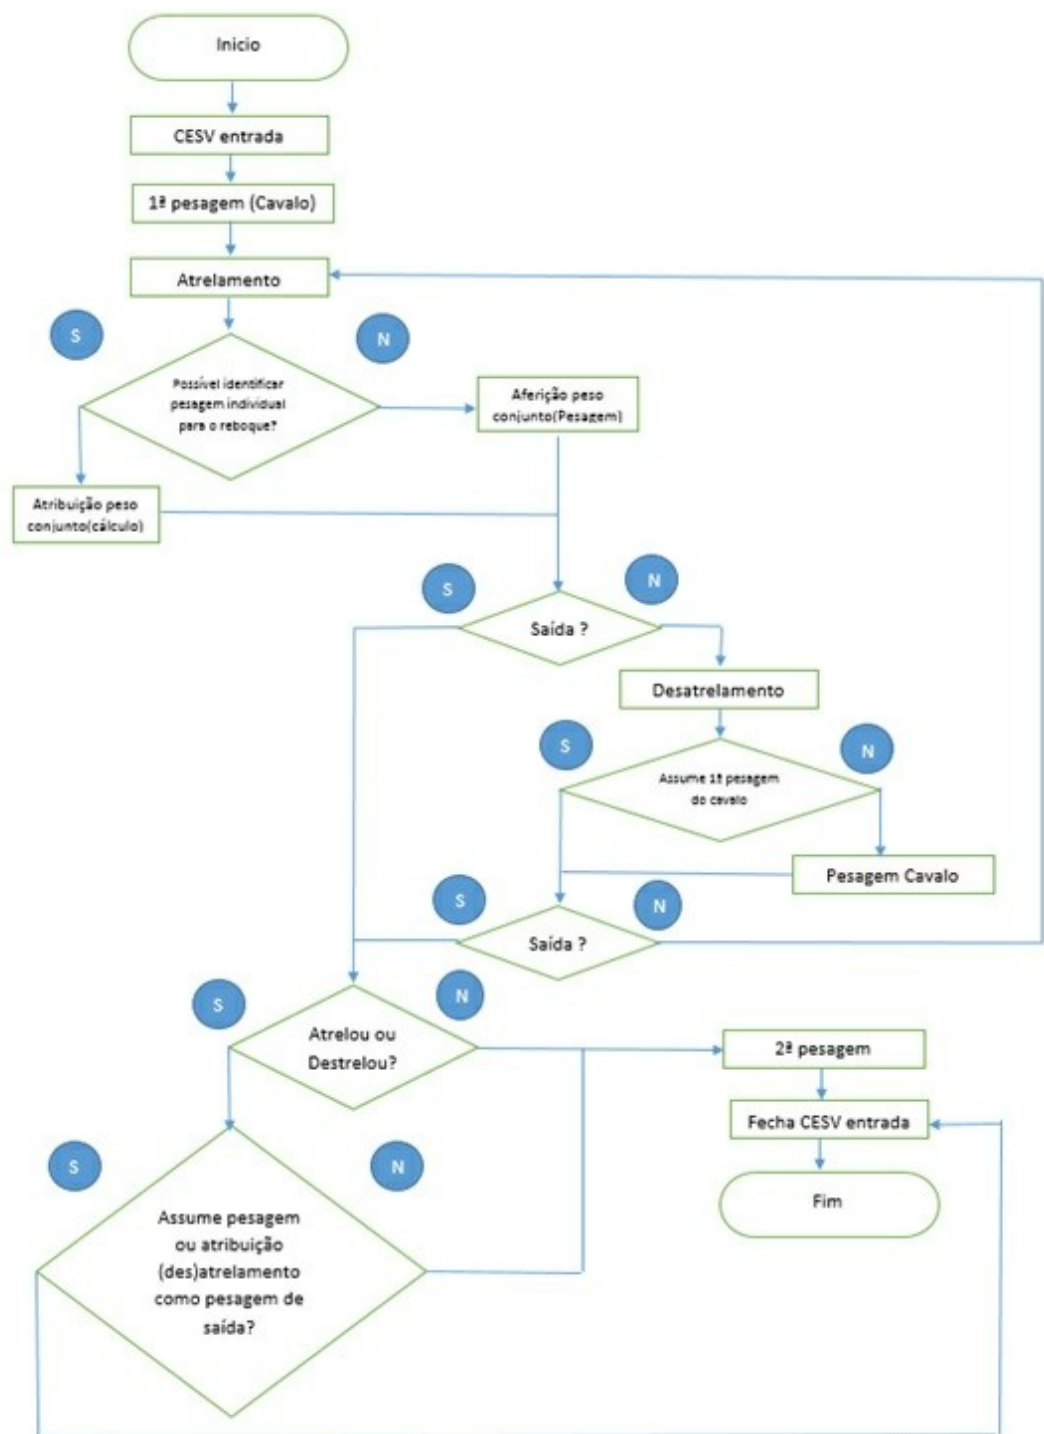 Inicio
CESV entrada
1ª pesagem (Cavalo)
Atrelamento
S
N
Possível identificar
pesagem individual
para o reboque?
Aferição peso
conjunto(Pesagem)
Atribuição peso
conjunto(cálculo)
S
N
Saída ?
Desatrelamento
S
N
Assume 1ª pesagem
do cavalo
Pesagem Cavalo
S
N
Saída ?
S
N
Atrelou ou
Destrelou?
2ª pesagem
Fecha CESV entrada
S
N
Fim
Assume pesagem
ou atribuição
(des)atrelamento
como pesagem de
saída?